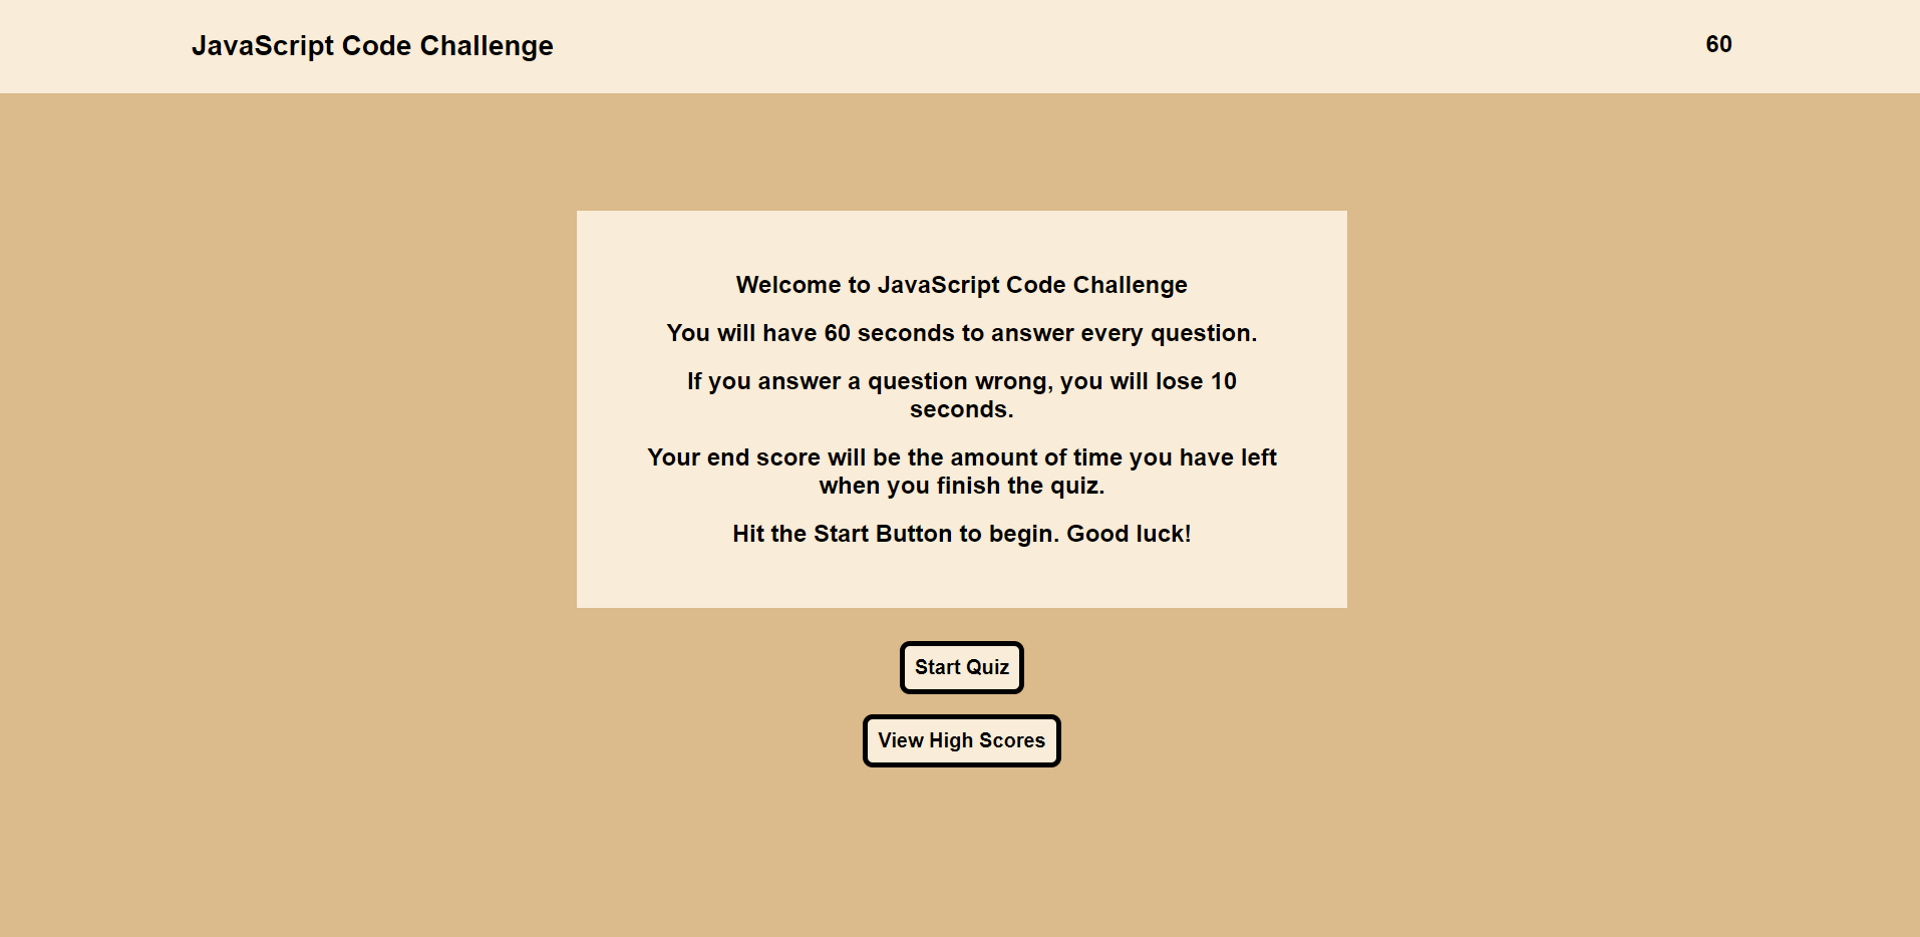 JavaScript Code Challenge
60
Welcome to JavaScript Code Challenge
You will have 60 seconds to answer every question.
If you answer a question wrong, you will lose 10
seconds.
Your end score will be the amount of time you have left
when you finish the quiz.
Hit the Start Button to begin. Good luck!
Start Quiz
View High Scores